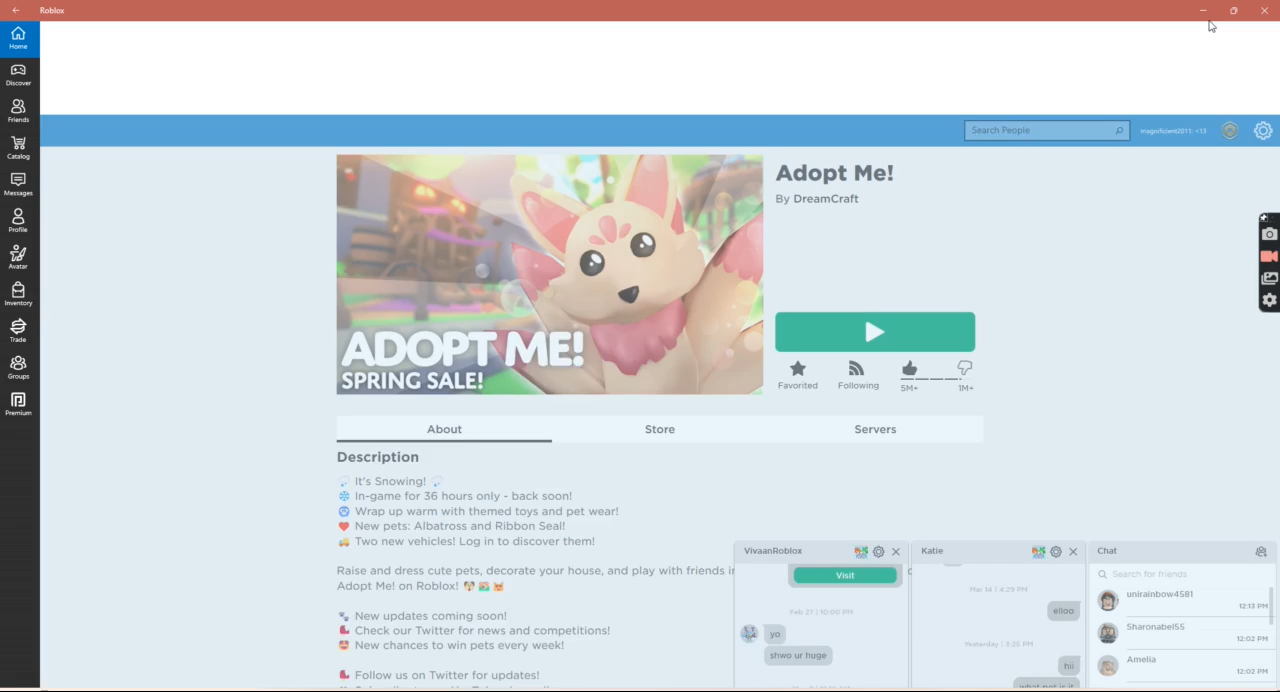 Roblox
Home
Discover
Friends
Catalog
Messages
Profile
Avatar
Inventory
Trade
Groups
Premium
Search People
magnificient2011: <13
ADOPT ME!
SPRING SALE!
Adopt Me!
By DreamCraft
Favorited
Following
5M+
1M+
About
Store
Servers
Description
It's Snowing!
In-game for 36 hours only - back soon!
Wrap up warm with themed toys and pet wear!
New pets: Albatross and Ribbon Seal!
Two new vehicles! Log in to discover them!
Raise and dress cute pets, decorate your house, and play with friends in
Adopt Me! on Roblox!
New updates coming soon!
Check our Twitter for news and competitions!
New chances to win pets every week!
Follow us on Twitter for updates!
VivaanRoblox
Visit
Feb 27 | 10:00 PM
yo
shwo ur huge
Katie
Mar 14 | 4:29 PM
elloo
Yesterday | 3:25 PM
hii
what pet is it
Chat
Search for friends
unirainbow4581
12:13 PM
Sharonabel55
12:02 PM
Amelia
12:02 PM